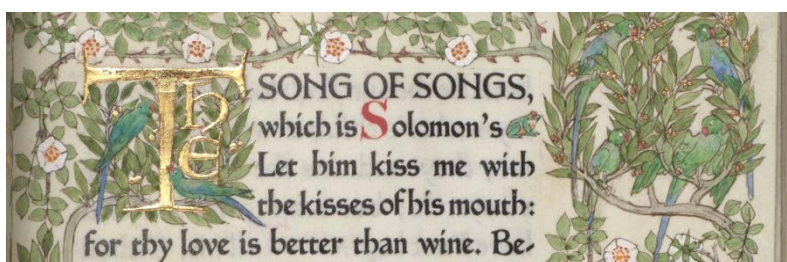 The SONG OF SONGS,
which is Solomon's
Let him kiss me with
the kisses of his mouth:
for thy love is better than wine. Be-